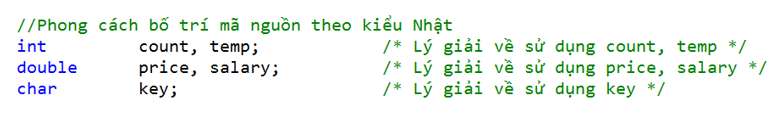 //Phong cách bố trí mã nguồn theo kiểu Nhật
int count, temp; /* Lý giải về sử dụng count, temp */
double price, salary; /* Lý giải về sử dụng price, salary */
char key; /* Lý giải về sử dụng key */